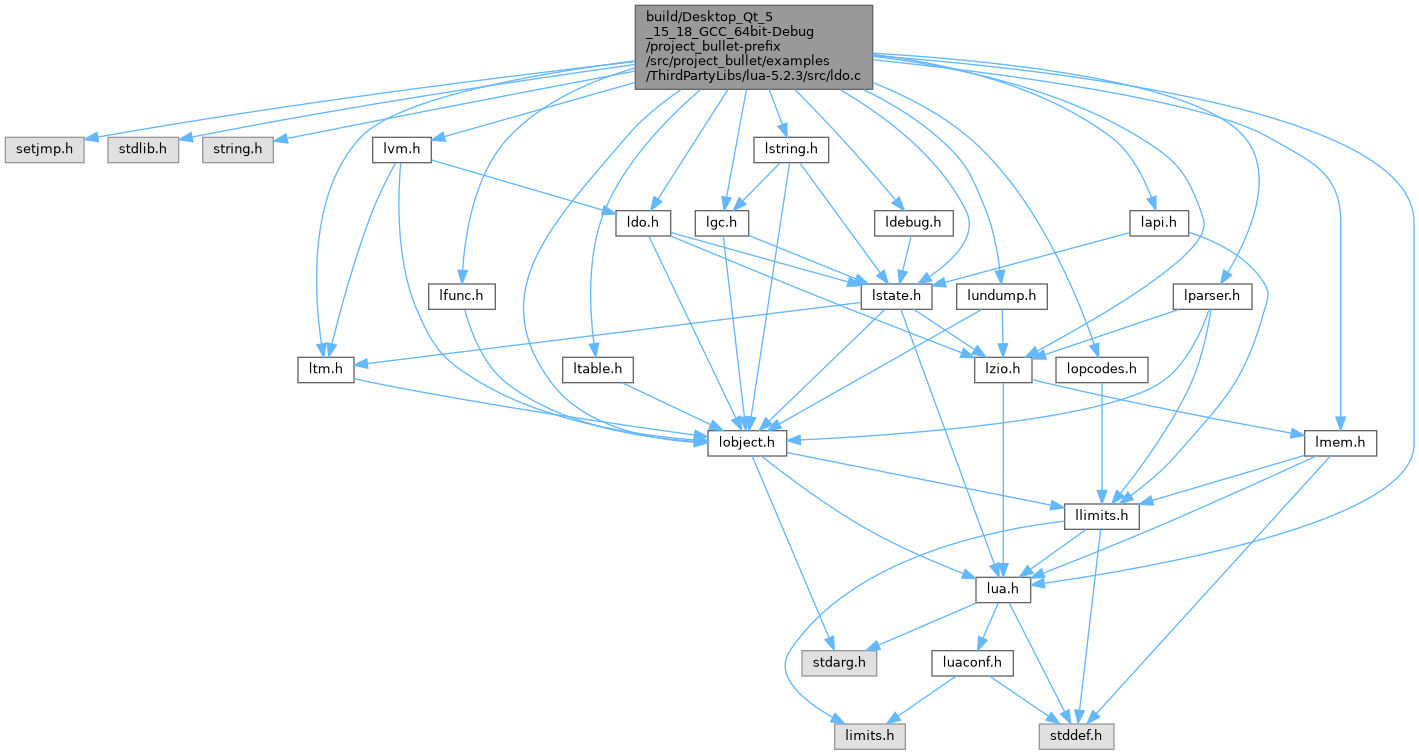 build/Desktop_Qt_5
_15_18_GCC_64bit-Debug
/project_bullet-prefix
/src/project_bullet/examples
/ThirdPartyLibs/lua-5.2.3/src/ldo.c
setjmp.h
stdlib.h
string.h
lvm.h
lstring.h
ldo.h
lgc.h
ldebug.h
lapi.h
lfunc.h
lstate.h
lundump.h
lparser.h
ltm.h
ltable.h
lzio.h
lopcodes.h
lobject.h
lmem.h
llimits.h
lua.h
stdarg.h
luaconf.h
limits.h
stddef.h